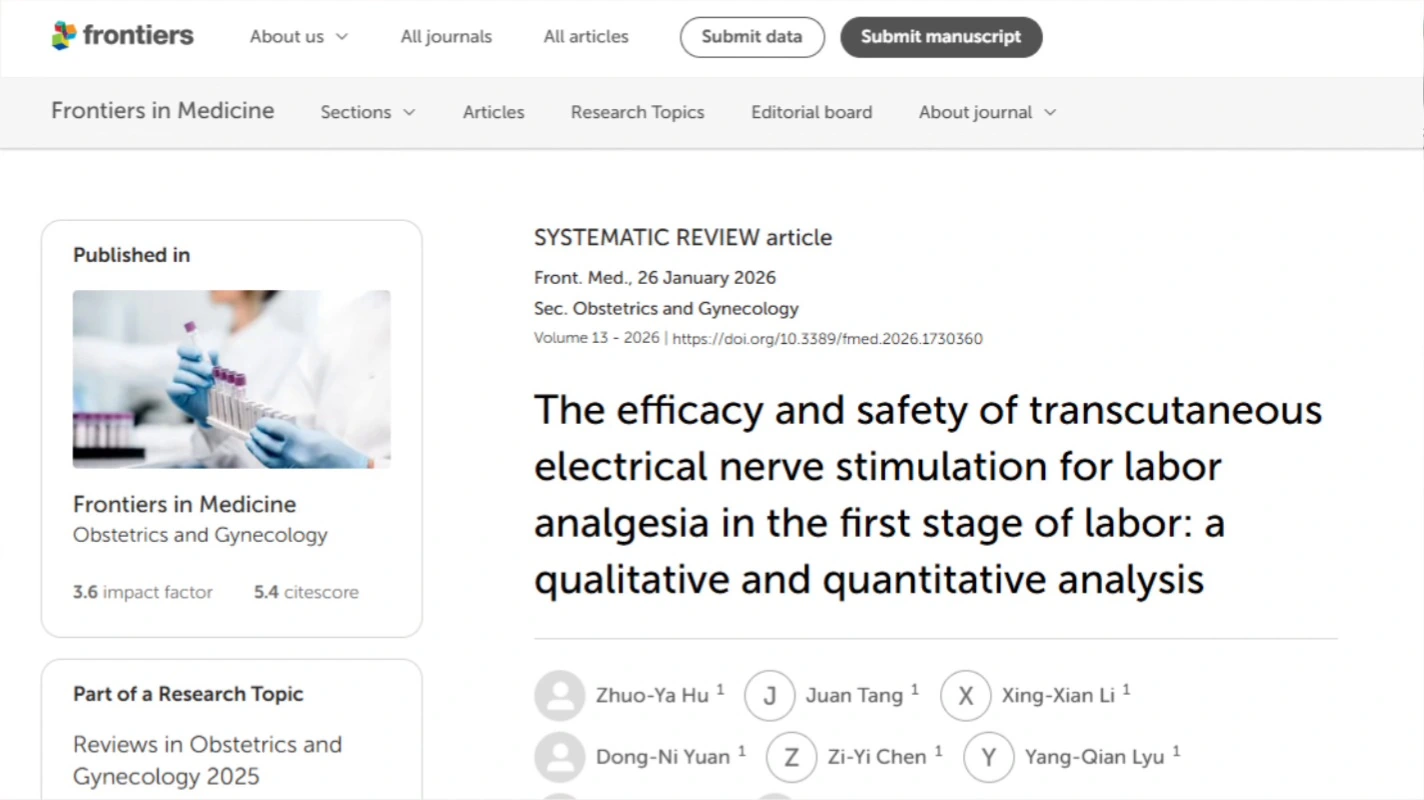 frontiers
About us
All journals
All articles
Submit data
Submit manuscript
Frontiers in Medicine
Sections
Articles
Research Topics
Editorial board
About journal
Published in
Frontiers in Medicine
Obstetrics and Gynecology
3.6 impact factor
5.4 citescore
Part of a Research Topic
Reviews in Obstetrics and
Gynecology 2025
SYSTEMATIC REVIEW article
Front. Med., 26 January 2026
Sec. Obstetrics and Gynecology
Volume 13 - 2026 | https://doi.org/10.3389/fmed.2026.1730360
The efficacy and safety of transcutaneous
electrical nerve stimulation for labor
analgesia in the first stage of labor: a
qualitative and quantitative analysis
Zhuo-Ya Hu 1 J Juan Tang 1 X Xing-Xian Li 1
Dong-Ni Yuan 1 Z Zi-Yi Chen 1 Y Yang-Qian Lyu 1